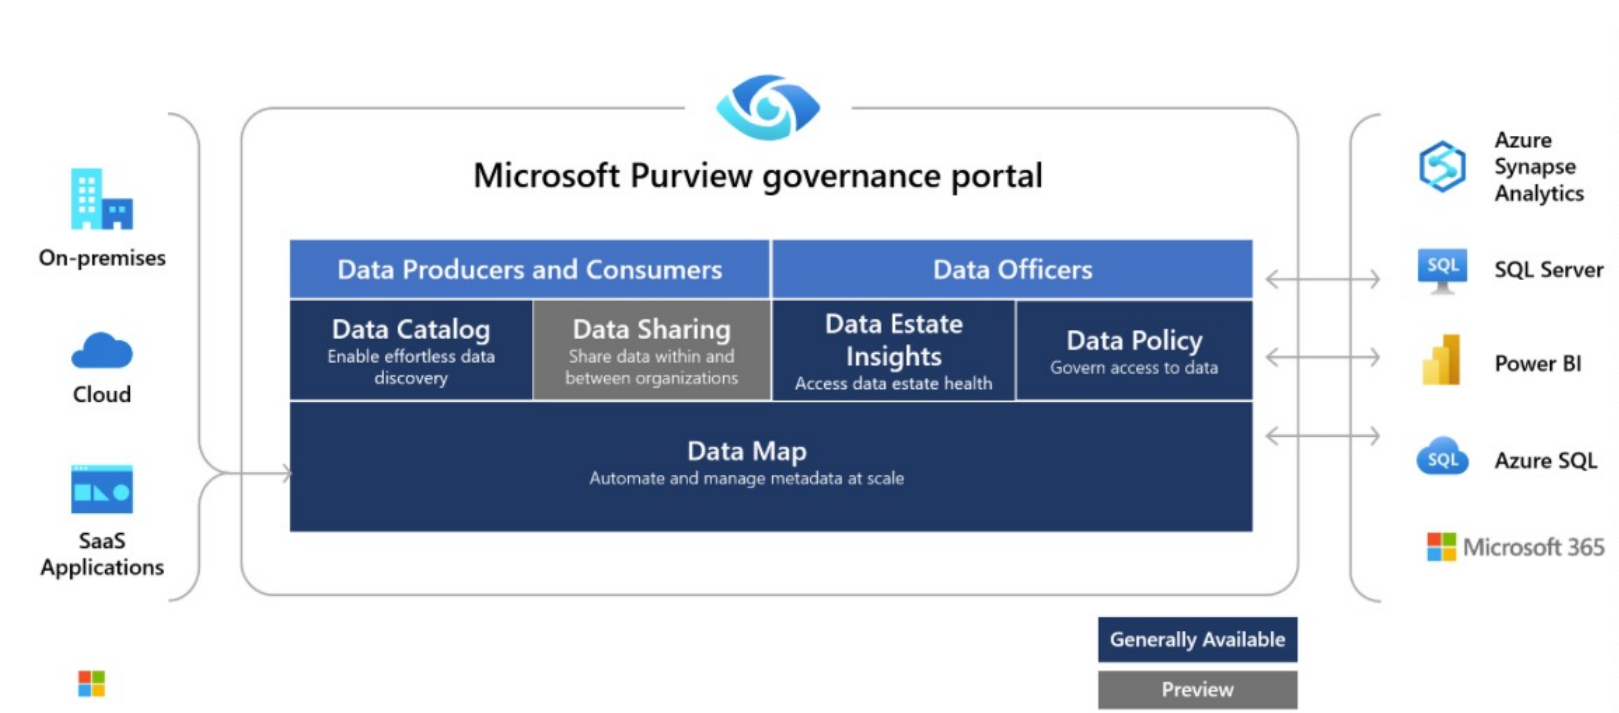 Microsoft Purview governance portal
On-premises
Cloud
SaaS
Applications
Data Producers and Consumers
Data Officers
Data Catalog
Enable effortless data
discovery
Data Sharing
Share data within and
between organizations
Data Estate
Insights
Access data estate health
Data Policy
Govern access to data
Data Map
Automate and manage metadata at scale
Azure
Synapse
Analytics
SQL
SQL Server
Power BI
SQL
Azure SQL
Microsoft 365
Generally Available
Preview